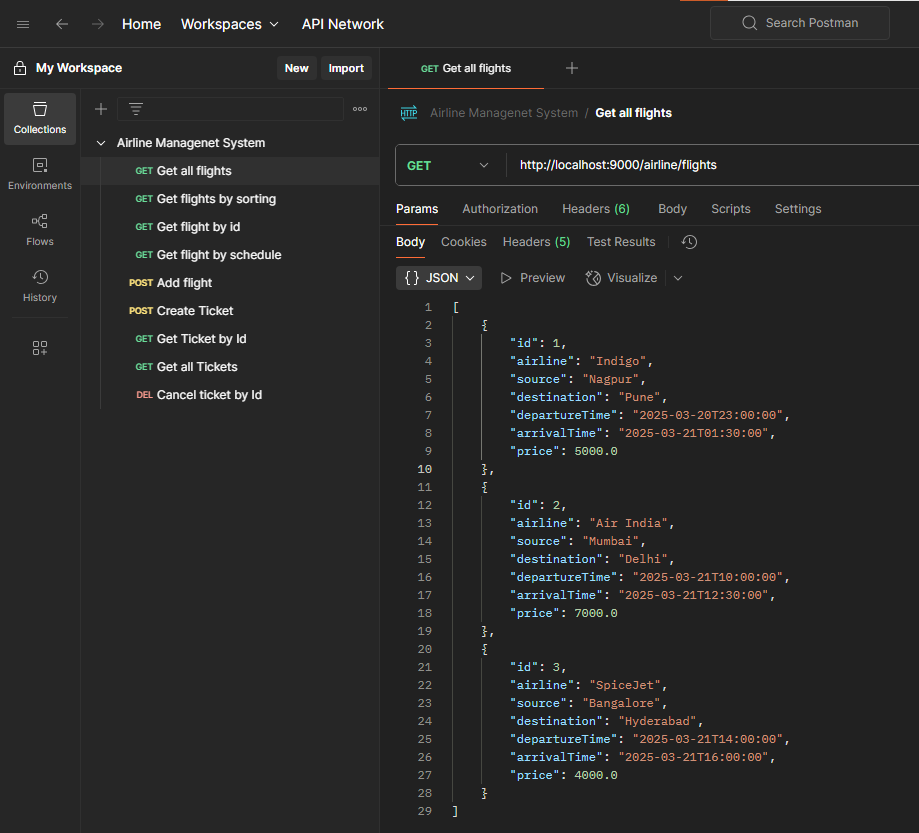 Home Workspaces API Network Search Postman
My Workspace New Import
GET Get all flights
Collections
Environments
Flows
History
Airline Managenet System
GET Get all flights
GET Get flights by sorting
GET Get flight by id
GET Get flight by schedule
POST Add flight
POST Create Ticket
GET Get Ticket by Id
GET Get all Tickets
DEL Cancel ticket by Id
HTTP Airline Managenet System / Get all flights
GET http://localhost:9000/airline/flights
Params Authorization Headers (6) Body Scripts Settings
Body Cookies Headers (5) Test Results
{} JSON Preview Visualize
1 [
2 {
3 "id": 1,
4 "airline": "Indigo",
5 "source": "Nagpur",
6 "destination": "Pune",
7 "departureTime": "2025-03-20T23:00:00",
8 "arrivalTime": "2025-03-21T01:30:00",
9 "price": 5000.0
10 },
11 {
12 "id": 2,
13 "airline": "Air India",
14 "source": "Mumbai",
15 "destination": "Delhi",
16 "departureTime": "2025-03-21T10:00:00",
17 "arrivalTime": "2025-03-21T12:30:00",
18 "price": 7000.0
19 },
20 {
21 "id": 3,
22 "airline": "SpiceJet",
23 "source": "Bangalore",
24 "destination": "Hyderabad",
25 "departureTime": "2025-03-21T14:00:00",
26 "arrivalTime": "2025-03-21T16:00:00",
27 "price": 4000.0
28 }
29 ]